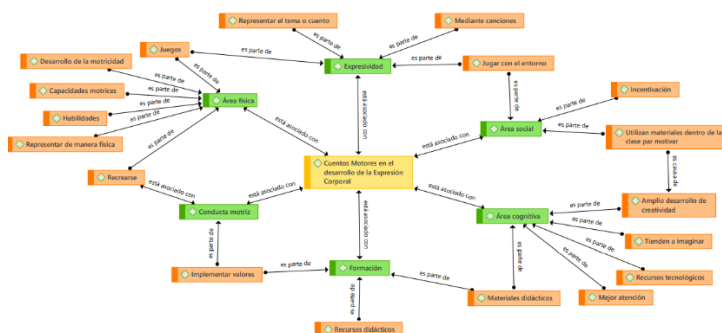 Representar el tema o cuento
Mediante canciones
es parte de
es parte de
Juegos
es parte de
Expresividad
es parte de
Jugar con el entorno
Desarrollo de la motricidad
es parte de
es parte de
Capacidades motrices
es parte de
Área física
Habilidades
es parte de
es parte de
Representar de manera física
es parte de
Recrearse
está asociado con
está asociado con
es parte de
Incentivación
es parte de
Área social
es parte de
Utilizan materiales dentro de la
clase par motivar
está asociado con
es causa de
Cuentos Motores en el
desarrollo de la Expresión
Corporal
está asociado con
está asociado con
Conducta motriz
está asociado con
está asociado con
Área cognitiva
es parte de
Amplio desarrollo de
creatividad
es parte de
Tienden a imaginar
es parte de
Recursos tecnológicos
es parte de
Mejor atención
es parte de
es parte de
Implementar valores
es parte de
Formación
es parte de
Materiales didácticos
es parte de
Recursos didácticos